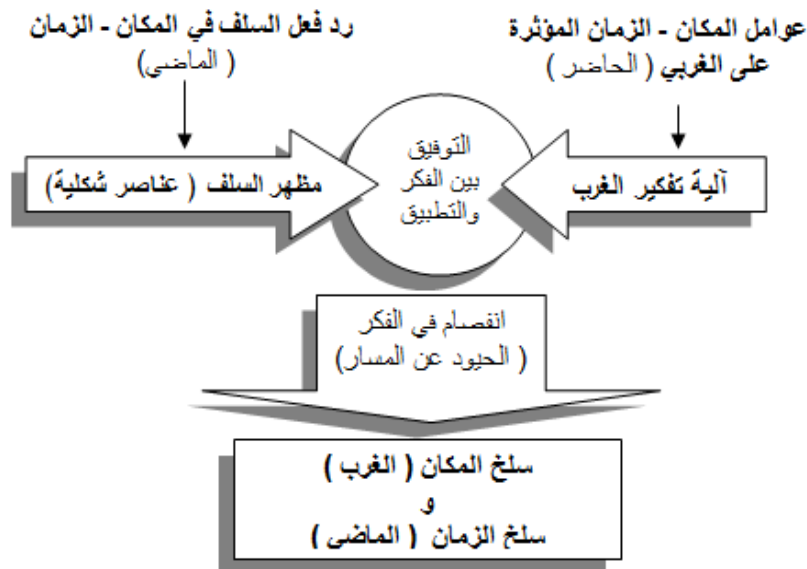 عوامل المكان - الزمان المؤثرة
على الغربي ( الحاضر )
رد فعل السلف في المكان - الزمان
( الماضي)
آلية تفكير الغرب
التوفيق
بين الفكر
والتطبيق
مظهر السلف ( عناصر شكلية)
انفصام في الفكر
( الحيود عن المسار)
سلخ المكان ( الغرب )
و
سلخ الزمان ( الماضي )